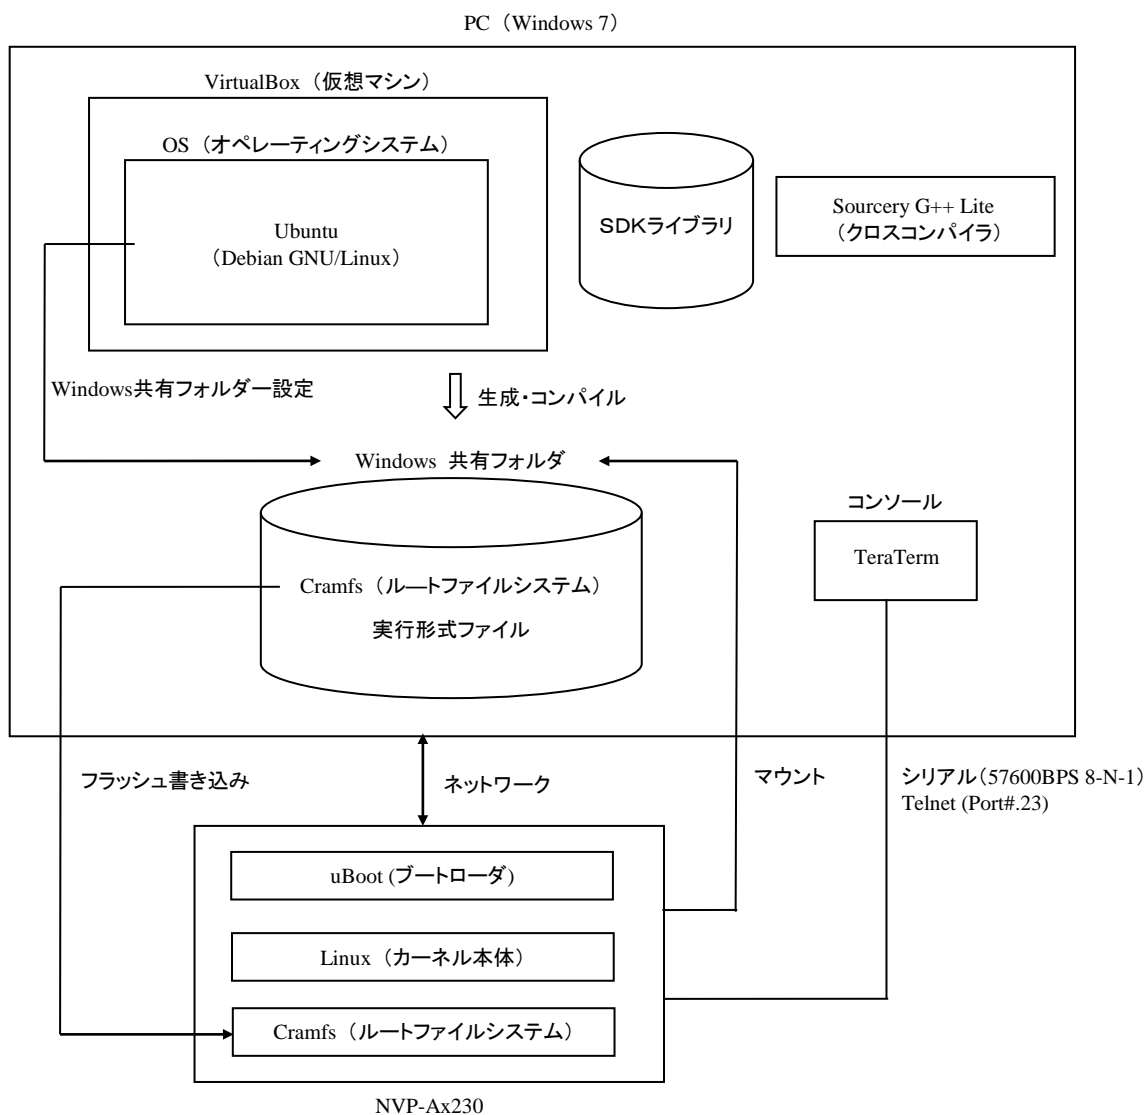 PC（Windows 7）
VirtualBox（仮想マシン）
OS（オペレーティングシステム）
Ubuntu
（Debian GNU/Linux）
SDKライブラリ
Sourcery G++ Lite
（クロスコンパイラ）
Windows共有フォルダー設定
生成・コンパイル
Windows 共有フォルダ
コンソール
TeraTerm
Cramfs（ル―トファイルシステム）
実行形式ファイル
フラッシュ書き込み
ネットワーク
マウント
シリアル（57600BPS 8-N-1）
Telnet (Port#.23)
uBoot (ブートローダ)
Linux（カーネル本体）
Cramfs（ルートファイルシステム）
NVP-Ax230